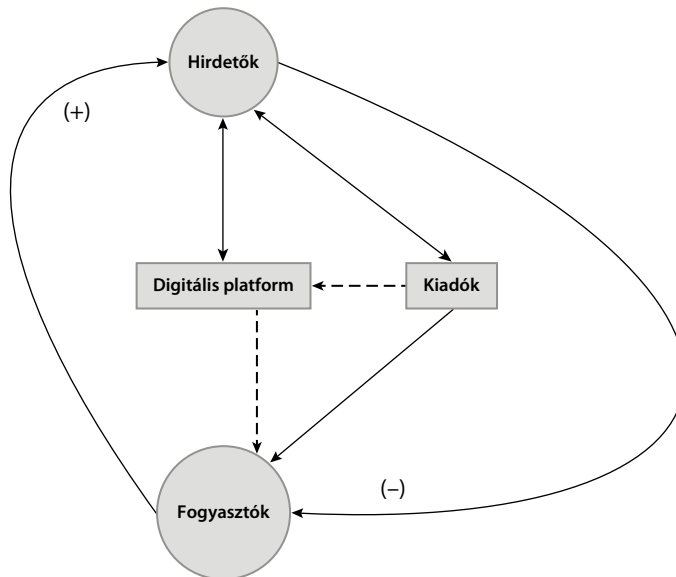 Hirdetők
(+)
Digitális platform
Kiadók
(–)
Fogyasztók